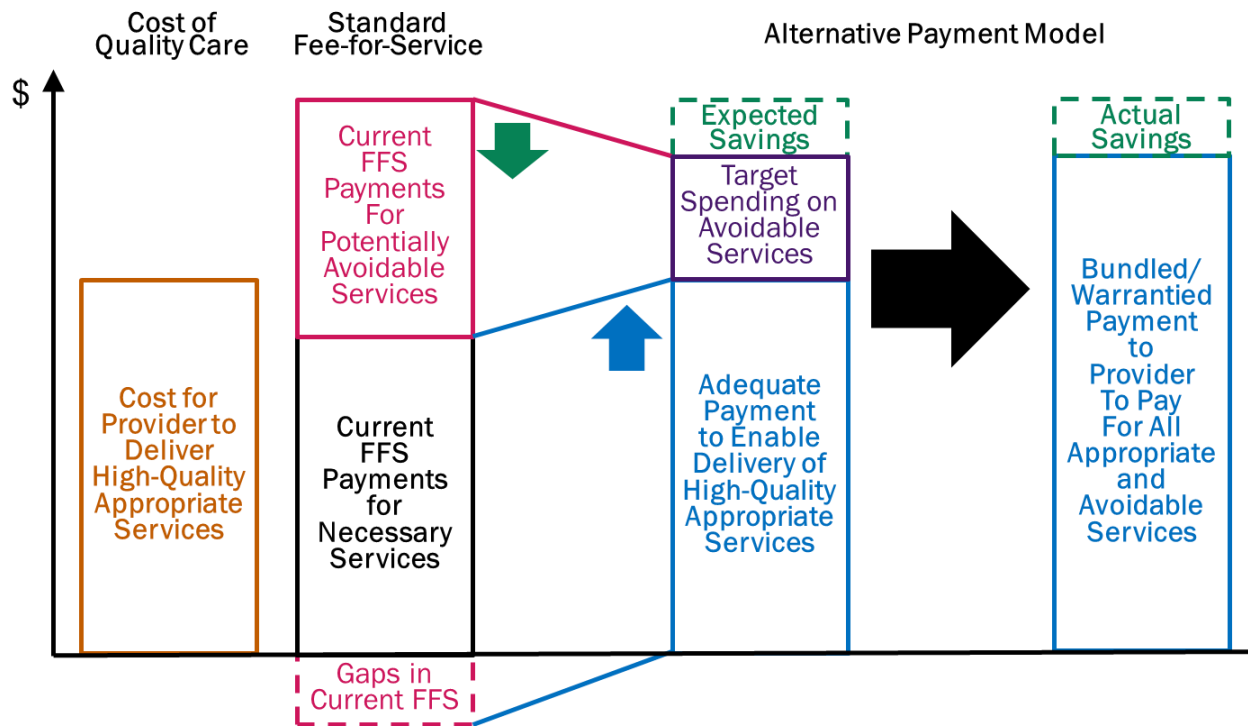 Cost of
Quality Care
Standard
Fee-for-Service
Alternative Payment Model
$
Cost for
Provider to
Deliver
High-Quality
Appropriate
Services
Current
FFS
Payments
For
Potentially
Avoidable
Services
Current
FFS
Payments
for
Necessary
Services
Gaps in
Current FFS
Expected
Savings
Target
Spending on
Avoidable
Services
Adequate
Payment
to Enable
Delivery of
High-Quality
Appropriate
Services
Actual
Savings
Bundled/
Warrantied
Payment
to
Provider
To Pay
For All
Appropriate
and
Avoidable
Services